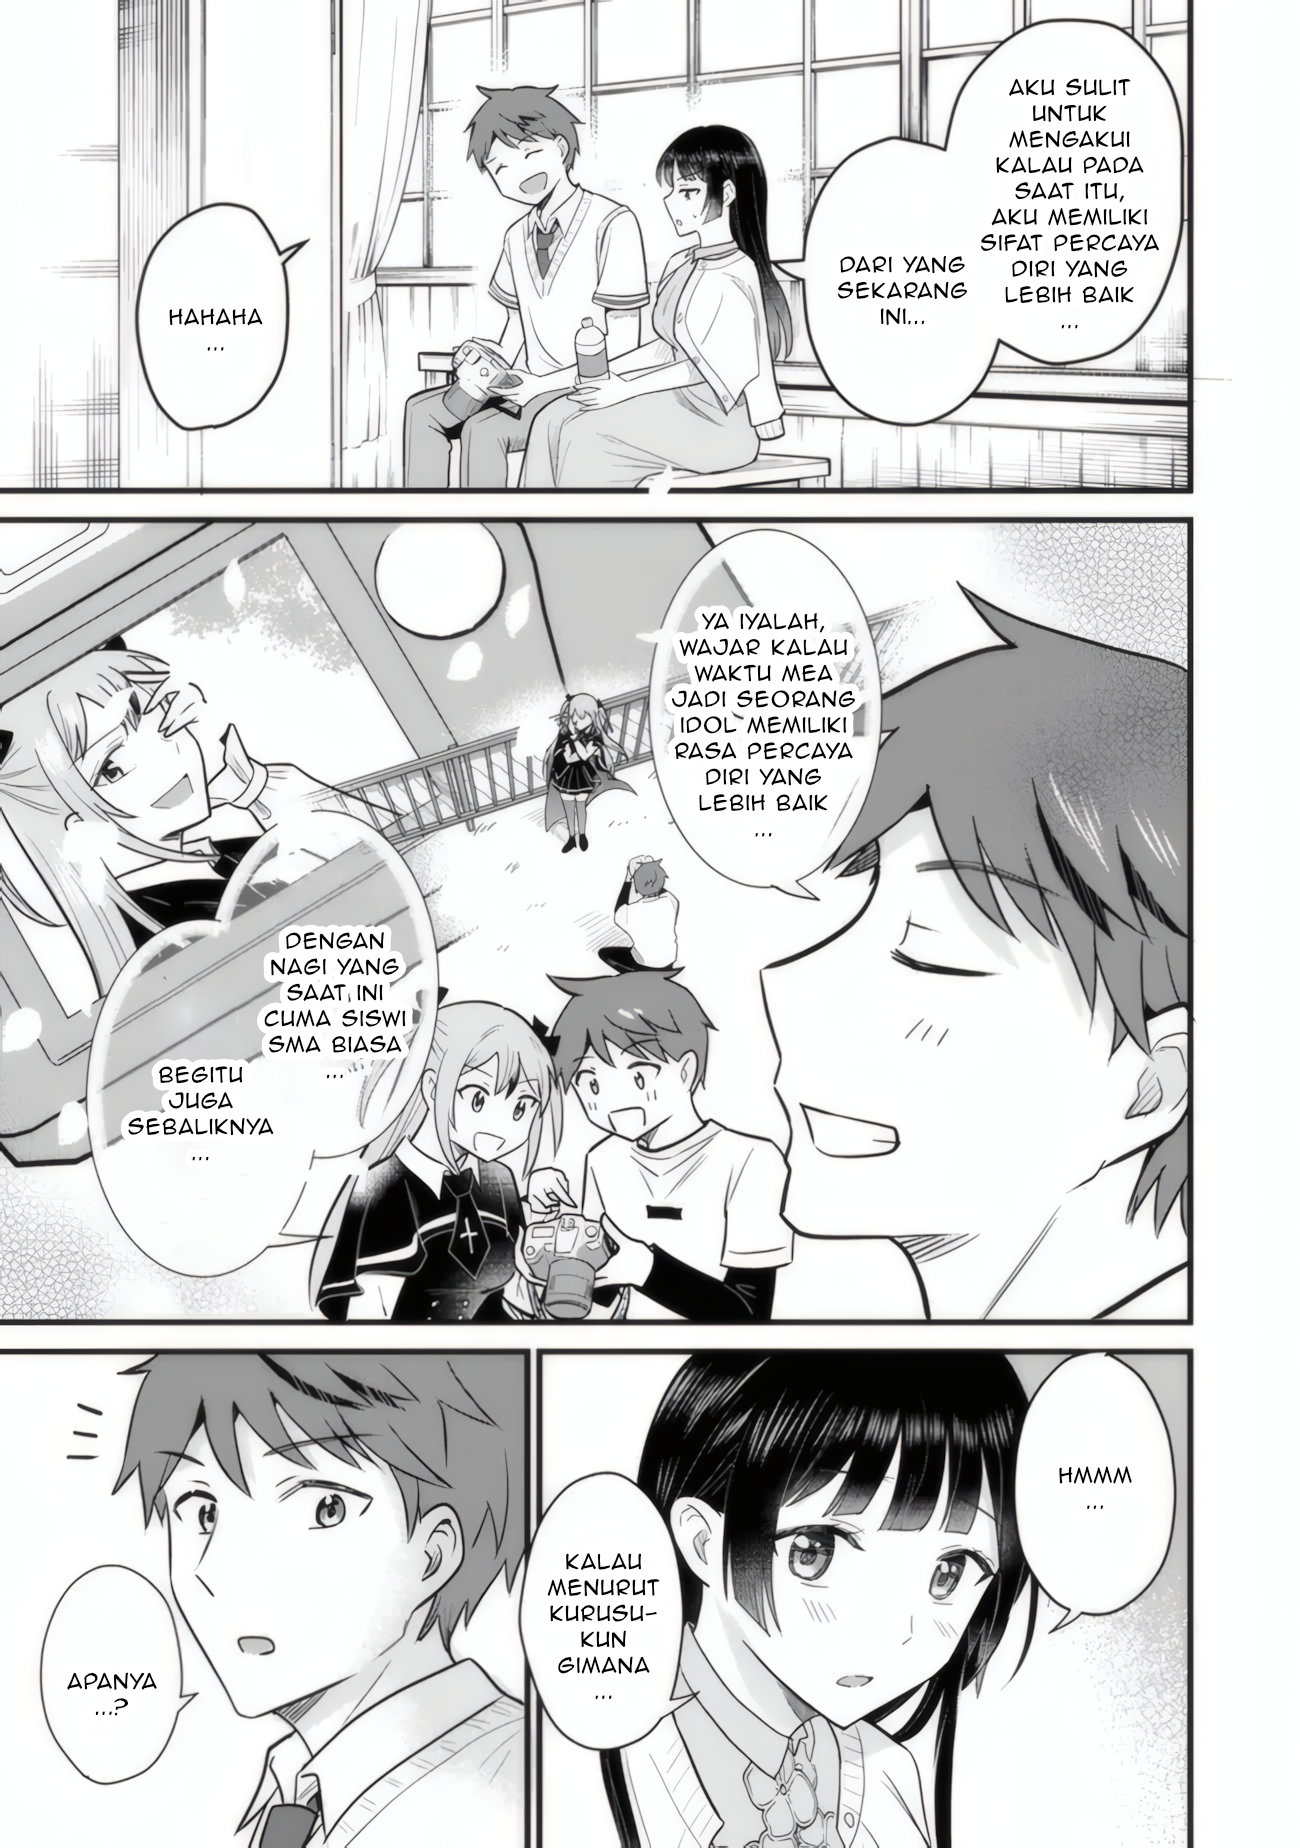 AKU SULIT
UNTUK
MENGAKUI
KALAU PADA
SAAT ITU,
AKU MEMILIKI
SIFAT PERCAYA
DIRI YANG
LEBIH BAIK
...
DARI YANG
SEKARANG
INI...
HAHAHA
...
YA IYALAH,
WAJAR KALAU
WAKTU MEA
JADI SEORANG
IDOL MEMILIKI
RASA PERCAYA
DIRI YANG
LEBIH BAIK
...
DENGAN
NAGI YANG
SAAT INI
CUMA SISWI
SMA BIASA
...
BEGITU
JUGA
SEBALIKNYA
...
HMMM
...
KALAU
MENURUT
KURUSU-
KUN
GIMANA
...
APANYA
...?